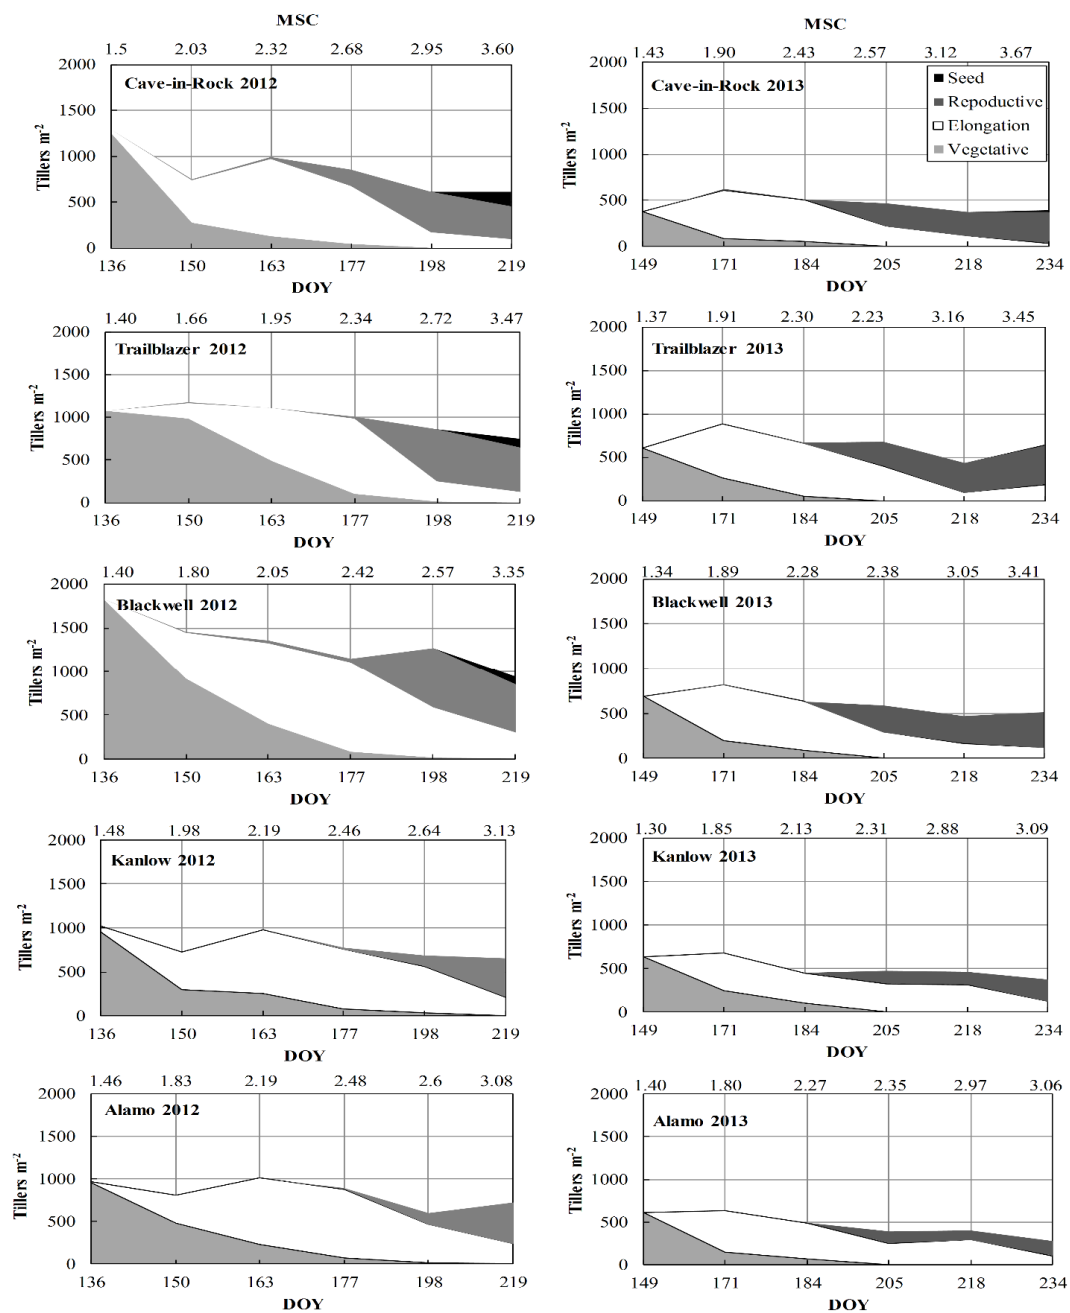 MSC
1.5 2.03 2.32 2.68 2.95 3.60
2000
1500
1000
500
0
Tillers m-2
Cave-in-Rock 2012
136 150 163 177 198 219
DOY
MSC
1.43 1.90 2.43 2.57 3.12 3.67
2000
1500
1000
500
0
Tillers m-2
Cave-in-Rock 2013
Seed
Repoductive
Elongation
Vegetative
149 171 184 205 218 234
DOY
1.40 1.66 1.95 2.34 2.72 3.47
2000
1500
1000
500
0
Tillers m-2
Trailblazer 2012
136 150 163 177 198 219
DOY
1.37 1.91 2.30 2.23 3.16 3.45
2000
1500
1000
500
0
Tillers m-2
Trailblazer 2013
149 171 184 205 218 234
DOY
1.40 1.80 2.05 2.42 2.57 3.35
2000
1500
1000
500
0
Tillers m-2
Blackwell 2012
136 150 163 177 198 219
DOY
1.34 1.89 2.28 2.38 3.05 3.41
2000
1500
1000
500
0
Tillers m-2
Blackwell 2013
149 171 184 205 218 234
DOY
1.48 1.98 2.19 2.46 2.64 3.13
2000
1500
1000
500
0
Tillers m-2
Kanlow 2012
136 150 163 177 198 219
DOY
1.30 1.85 2.13 2.31 2.88 3.09
2000
1500
1000
500
0
Tillers m-2
Kanlow 2013
149 171 184 205 218 234
DOY
1.46 1.83 2.19 2.48 2.6 3.08
2000
1500
1000
500
0
Tillers m-2
Alamo 2012
136 150 163 177 198 219
DOY
1.40 1.80 2.27 2.35 2.97 3.06
2000
1500
1000
500
0
Tillers m-2
Alamo 2013
149 171 184 205 218 234
DOY